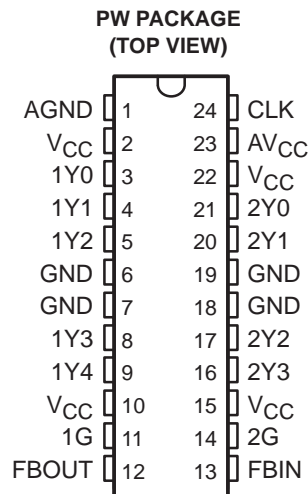 PW PACKAGE
(TOP VIEW)
AGND 1 24 CLK
VCC 2 23 AVCC
1Y0 3 22 VCC
1Y1 4 21 2Y0
1Y2 5 20 2Y1
GND 6 19 GND
GND 7 18 GND
1Y3 8 17 2Y2
1Y4 9 16 2Y3
VCC 10 15 VCC
1G 11 14 2G
FBOUT 12 13 FBIN